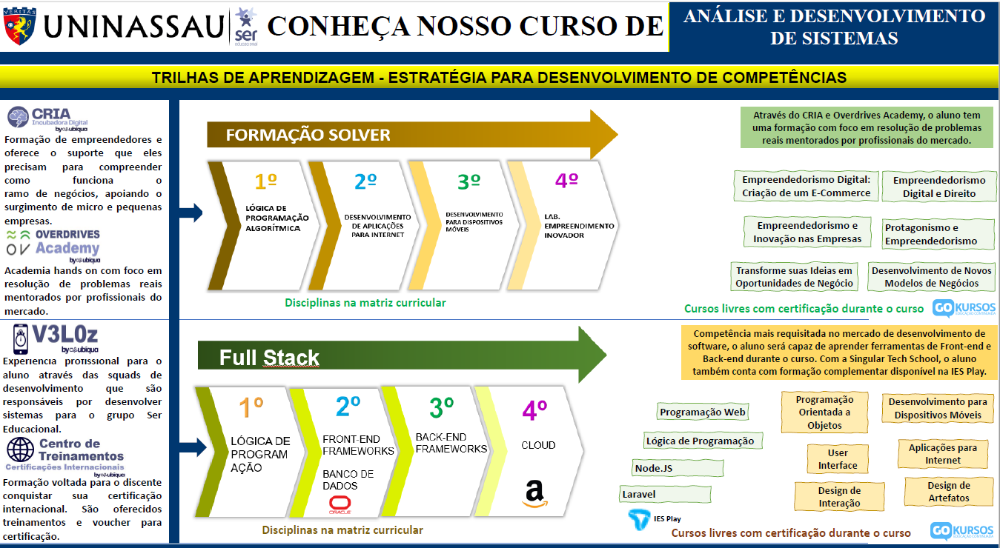 VERITAS
UNINASSAU
ser
educacional
CONHEÇA NOSSO CURSO DE
ANÁLISE E DESENVOLVIMENTO
DE SISTEMAS
TRILHAS DE APRENDIZAGEM - ESTRATÉGIA PARA DESENVOLVIMENTO DE COMPETÊNCIAS
CRIA
Incubadora Digital
by ubiqua
Formação de empreendedores e
oferece o suporte que eles
precisam para compreender
como funciona o
ramo de negócios, apoiando o
surgimento de micro e pequenas
empresas.
OVERDRIVES
OV Academy
by ubiqua
Academia hands on com foco em
resolução de problemas reais
mentorados por profissionais do
mercado.
FORMAÇÃO SOLVER
1º
LÓGICA DE
PROGRAMAÇÃO
ALGORÍTMICA
2º
DESENVOLVIMENTO
DE APLICAÇÕES
PARA INTERNET
3º
DESENVOLVIMENTO
PARA DISPOSITIVOS
MÓVEIS
4º
LAB.
EMPREENDIMENTO
INOVADOR
Disciplinas na matriz curricular
Através do CRIA e Overdrives Academy, o aluno tem
uma formação com foco em resolução de problemas
reais mentorados por profissionais do mercado.
Empreendedorismo Digital:
Criação de um E-Commerce
Empreendedorismo
Digital e Direito
Empreendedorismo e
Inovação nas Empresas
Protagonismo e
Empreendedorismo
Transforme suas Ideias em
Oportunidades de Negócio
Desenvolvimento de Novos
Modelos de Negócios
Cursos livres com certificação durante o curso
GOKURSOS
EDUCAÇÃO CONTINUADA
V3L0z
by ubiqua
Experiência profissional para o
aluno através das squads de
desenvolvimento que são
responsáveis por desenvolver
sistemas para o grupo Ser
Educacional.
Centro de
Treinamentos
Certificações Internacionais
by ubiqua
Formação voltada para o discente
conquistar sua certificação
internacional. São oferecidos
treinamentos e voucher para
certificação.
Full Stack
1º
LÓGICA DE
PROGRAM
AÇÃO
2º
FRONT-END
FRAMEWORKS
BANCO DE
DADOS
ORACLE
3º
BACK-END
FRAMEWORKS
4º
CLOUD
a
Disciplinas na matriz curricular
Competência mais requisitada no mercado de desenvolvimento de
software, o aluno será capaz de aprender ferramentas de Front-end e
Back-end durante o curso. Com a Singular Tech School, o aluno
também conta com formação complementar disponível na IES Play.
Programação Web
Lógica de Programação
Node.JS
Laravel
IES Play
Programação
Orientada a
Objetos
Desenvolvimento para
Dispositivos Móveis
User
Interface
Aplicações para
Internet
Design de
Interação
Design de
Artefatos
Cursos livres com certificação durante o curso
GOKURSOS
EDUCAÇÃO CONTINUADA